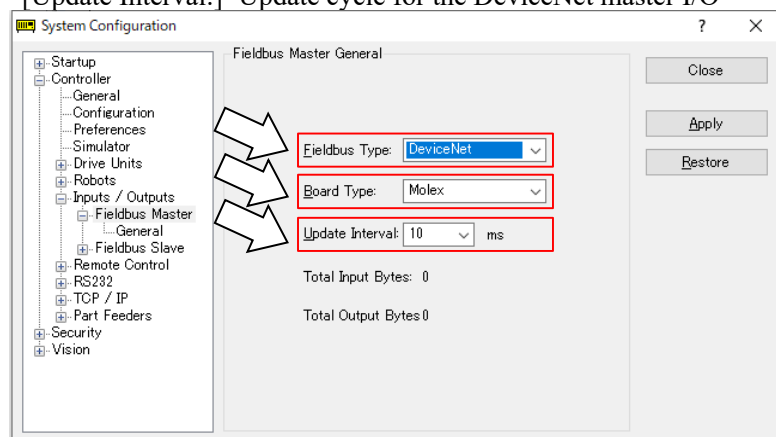 [Update Interval:] Update cycle for the DeviceNet master I/O
System Configuration
? X
Startup
Controller
General
Configuration
Preferences
Simulator
Drive Units
Robots
Inputs / Outputs
Fieldbus Master
General
Fieldbus Slave
Remote Control
RS232
TCP / IP
Part Feeders
Security
Vision
Fieldbus Master General
Fieldbus Type: DeviceNet
Board Type: Molex
Update Interval: 10 ms
Total Input Bytes: 0
Total Output Bytes 0
Close
Apply
Restore